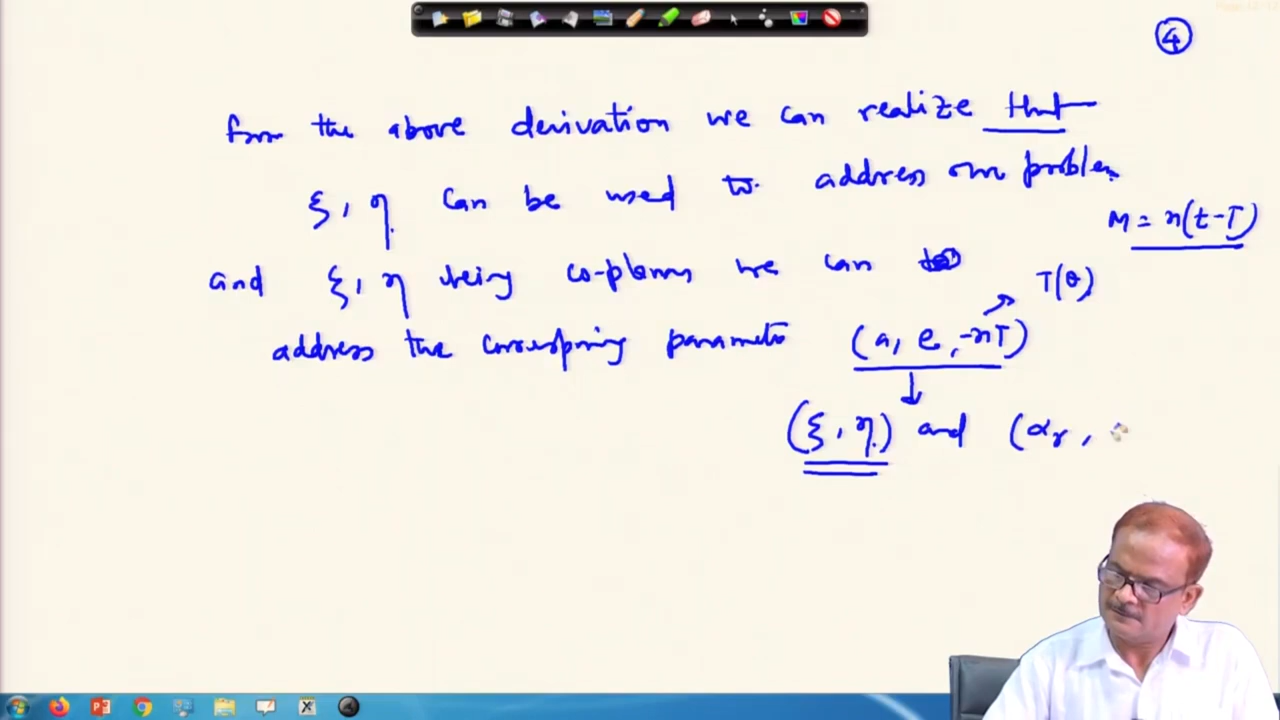 ④
from the above derivation we can realize that
ξ, η can be used to address our problem
M = n(t-T)
and ξ, η being co-planar we can
T(θ)
address the corresponding parameter (a, e, -nT)
(ξ, η) and (αr,